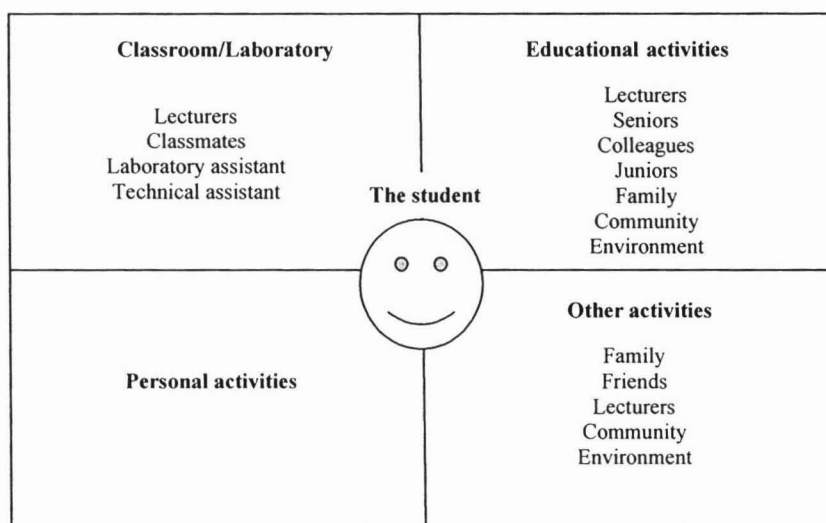 Classroom/Laboratory
Lecturers
Classmates
Laboratory assistant
Technical assistant
Educational activities
Lecturers
Seniors
Colleagues
Juniors
Family
Community
Environment
The student
Personal activities
Other activities
Family
Friends
Lecturers
Community
Environment